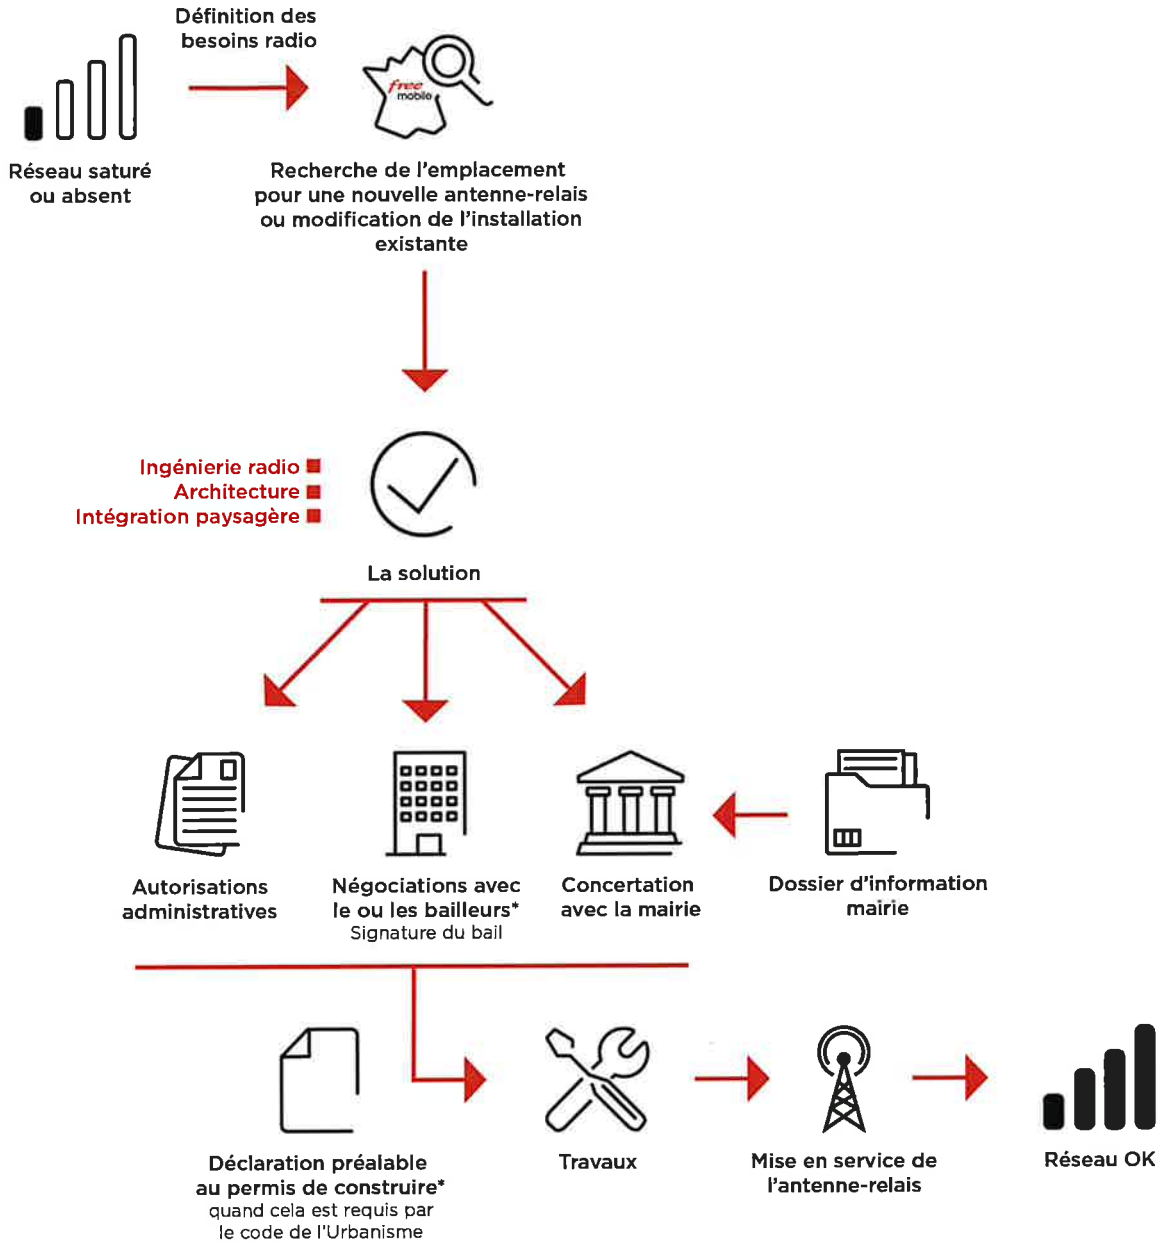 Définition des
besoins radio
free
mobile
Réseau saturé
ou absent
Recherche de l'emplacement
pour une nouvelle antenne-relais
ou modification de l'installation
existante
Ingénierie radio
Architecture
Intégration paysagère
La solution
Autorisations
administratives
Négociations avec
le ou les bailleurs*
Signature du bail
Concertation
avec la mairie
Dossier d'information
mairie
Déclaration préalable
au permis de construire*
quand cela est requis par
le code de l'Urbanisme
Travaux
Mise en service de
l'antenne-relais
Réseau OK